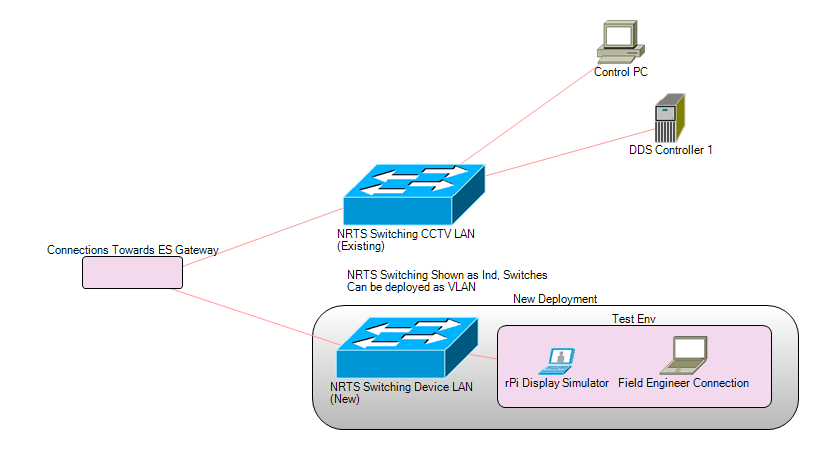 Control PC
DDS Controller 1
NRTS Switching CCTV LAN
(Existing)
Connections Towards ES Gateway
NRTS Switching Shown as Ind, Switches
Can be deployed as VLAN
New Deployment
Test Env
rPi Display Simulator
Field Engineer Connection
NRTS Switching Device LAN
(New)